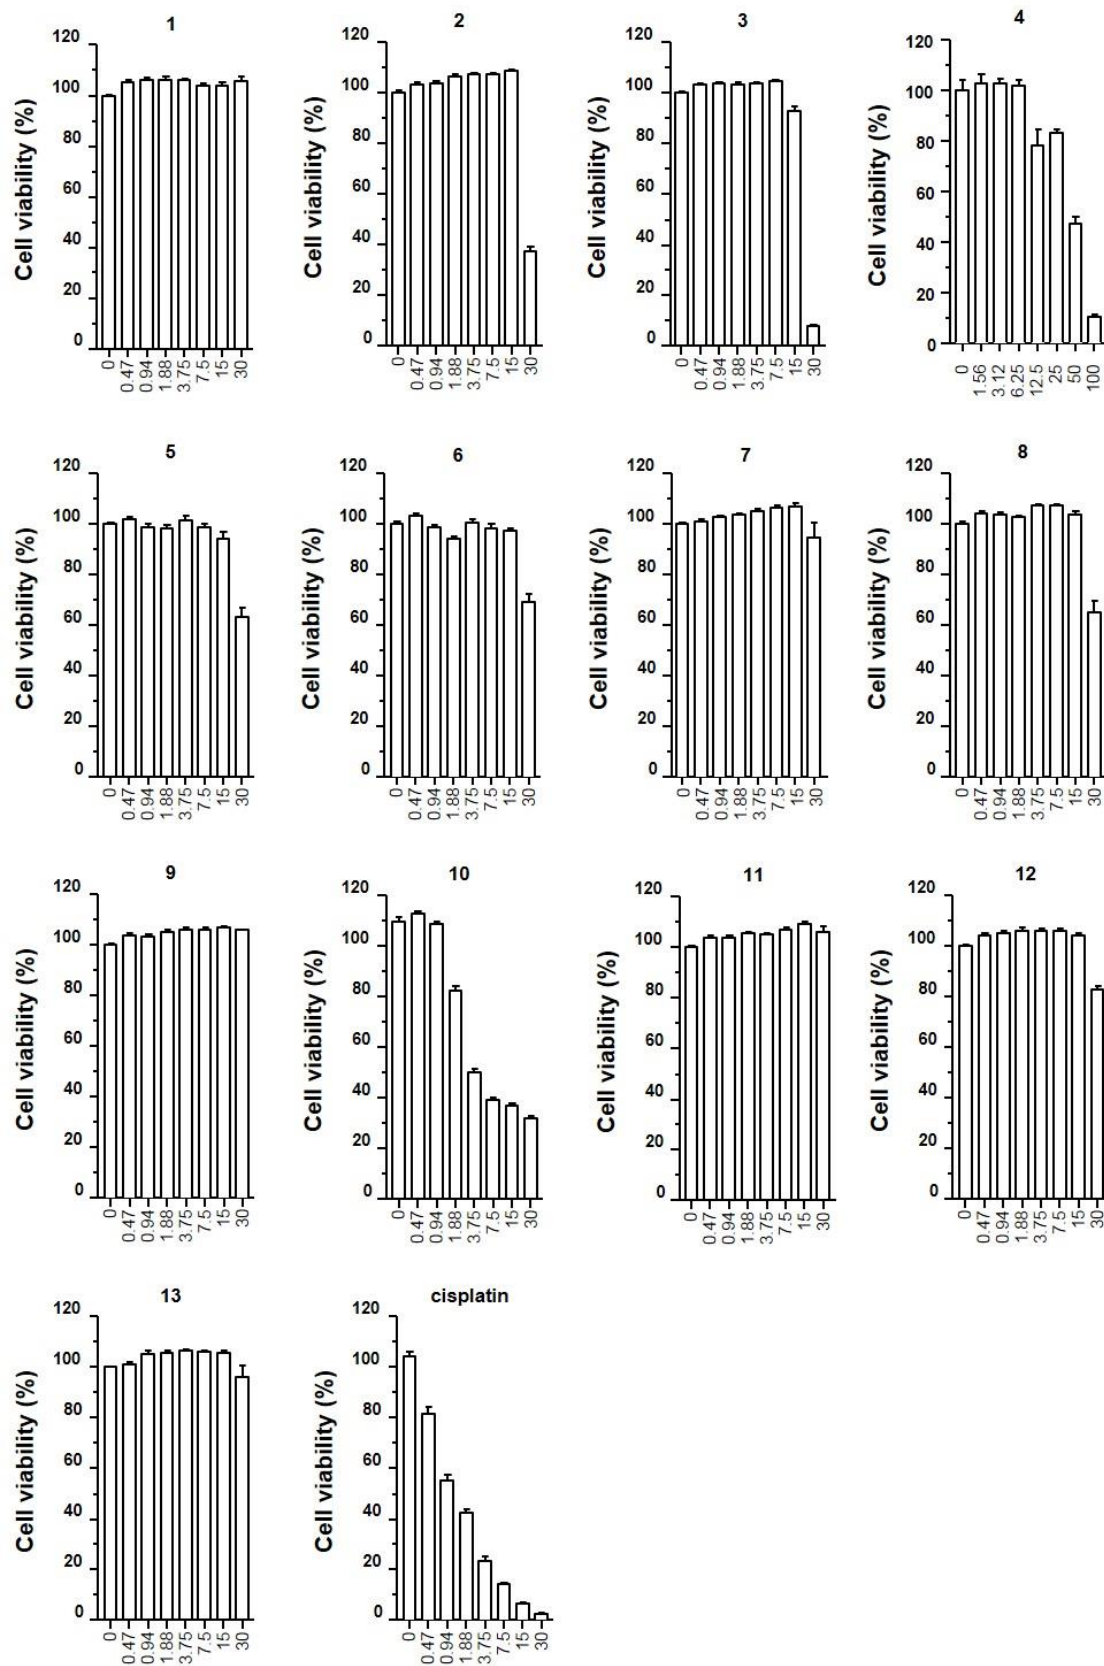 1 2 3 4
120 120 120 120
100 100 100 100
80 80 80 80
60 60 60 60
40 40 40 40
20 20 20 20
0 0 0 0
Cell viability (%) Cell viability (%) Cell viability (%) Cell viability (%)
0 0.47 0.94 1.88 3.75 7.5 15 30 0 0.47 0.94 1.88 3.75 7.5 15 30 0 0.47 0.94 1.88 3.75 7.5 15 30 0 1.56 3.12 6.25 12.5 25 50 100
5 6 7 8
120 120 120 120
100 100 100 100
80 80 80 80
60 60 60 60
40 40 40 40
20 20 20 20
0 0 0 0
Cell viability (%) Cell viability (%) Cell viability (%) Cell viability (%)
0 0.47 0.94 1.88 3.75 7.5 15 30 0 0.47 0.94 1.88 3.75 7.5 15 30 0 0.47 0.94 1.88 3.75 7.5 15 30 0 0.47 0.94 1.88 3.75 7.5 15 30
9 10 11 12
120 120 120 120
100 100 100 100
80 80 80 80
60 60 60 60
40 40 40 40
20 20 20 20
0 0 0 0
Cell viability (%) Cell viability (%) Cell viability (%) Cell viability (%)
0 0.47 0.94 1.88 3.75 7.5 15 30 0 0.47 0.94 1.88 3.75 7.5 15 30 0 0.47 0.94 1.88 3.75 7.5 15 30 0 0.47 0.94 1.88 3.75 7.5 15 30
13 cisplatin
120 120
100 100
80 80
60 60
40 40
20 20
0 0
Cell viability (%) Cell viability (%)
0 0.47 0.94 1.88 3.75 7.5 15 30 0 0.47 0.94 1.88 3.75 7.5 15 30